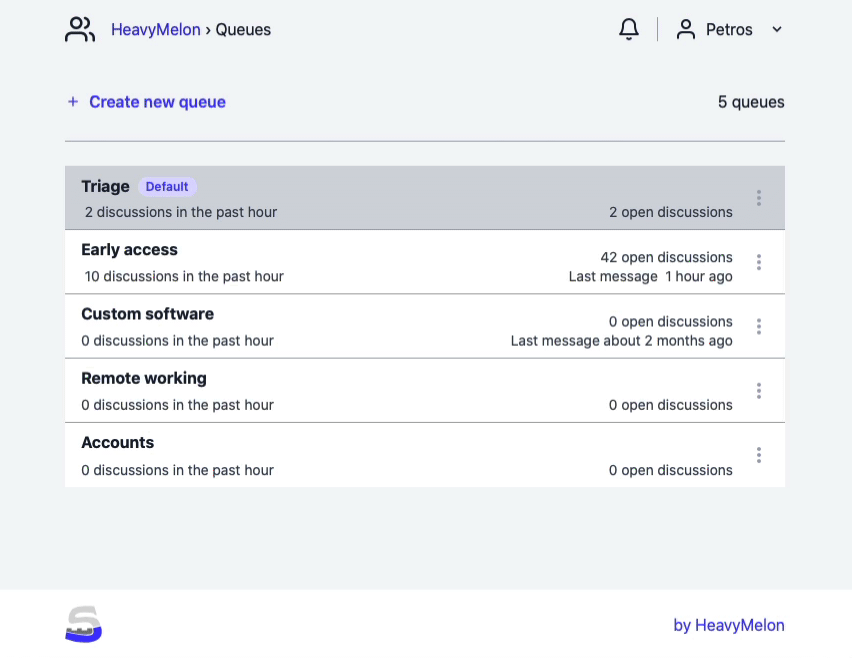 HeavyMelon › Queues
Petros
+ Create new queue
5 queues
Triage Default
2 discussions in the past hour
2 open discussions
Early access
10 discussions in the past hour
42 open discussions
Last message 1 hour ago
Custom software
0 discussions in the past hour
0 open discussions
Last message about 2 months ago
Remote working
0 discussions in the past hour
0 open discussions
Accounts
0 discussions in the past hour
0 open discussions
by HeavyMelon